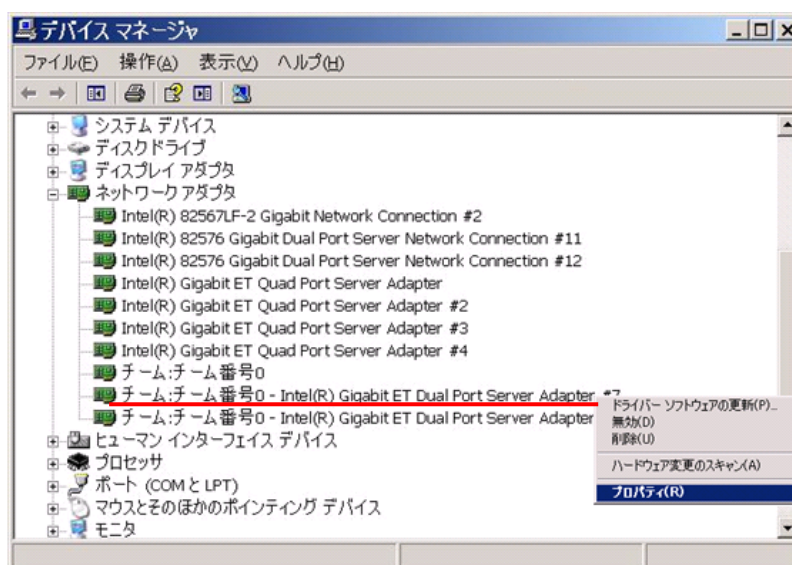 デバイス マネージャ
ファイル(F) 操作(A) 表示(V) ヘルプ(H)
システム デバイス
ディスク ドライブ
ディスプレイ アダプタ
ネットワーク アダプタ
Intel(R) 82567LF-2 Gigabit Network Connection #2
Intel(R) 82576 Gigabit Dual Port Server Network Connection #11
Intel(R) 82576 Gigabit Dual Port Server Network Connection #12
Intel(R) Gigabit ET Quad Port Server Adapter
Intel(R) Gigabit ET Quad Port Server Adapter #2
Intel(R) Gigabit ET Quad Port Server Adapter #3
Intel(R) Gigabit ET Quad Port Server Adapter #4
チーム:チーム番号0
チーム:チーム番号0 - Intel(R) Gigabit ET Dual Port Server Adapter #7
チーム:チーム番号0 - Intel(R) Gigabit ET Dual Port Server Adapter
ヒューマン インターフェイス デバイス
プロセッサ
ポート (COM と LPT)
マウスとそのほかのポインティング デバイス
モニタ
ドライバー ソフトウェアの更新(P)...
無効(D)
削除(U)
ハードウェア変更のスキャン(A)
プロパティ(R)